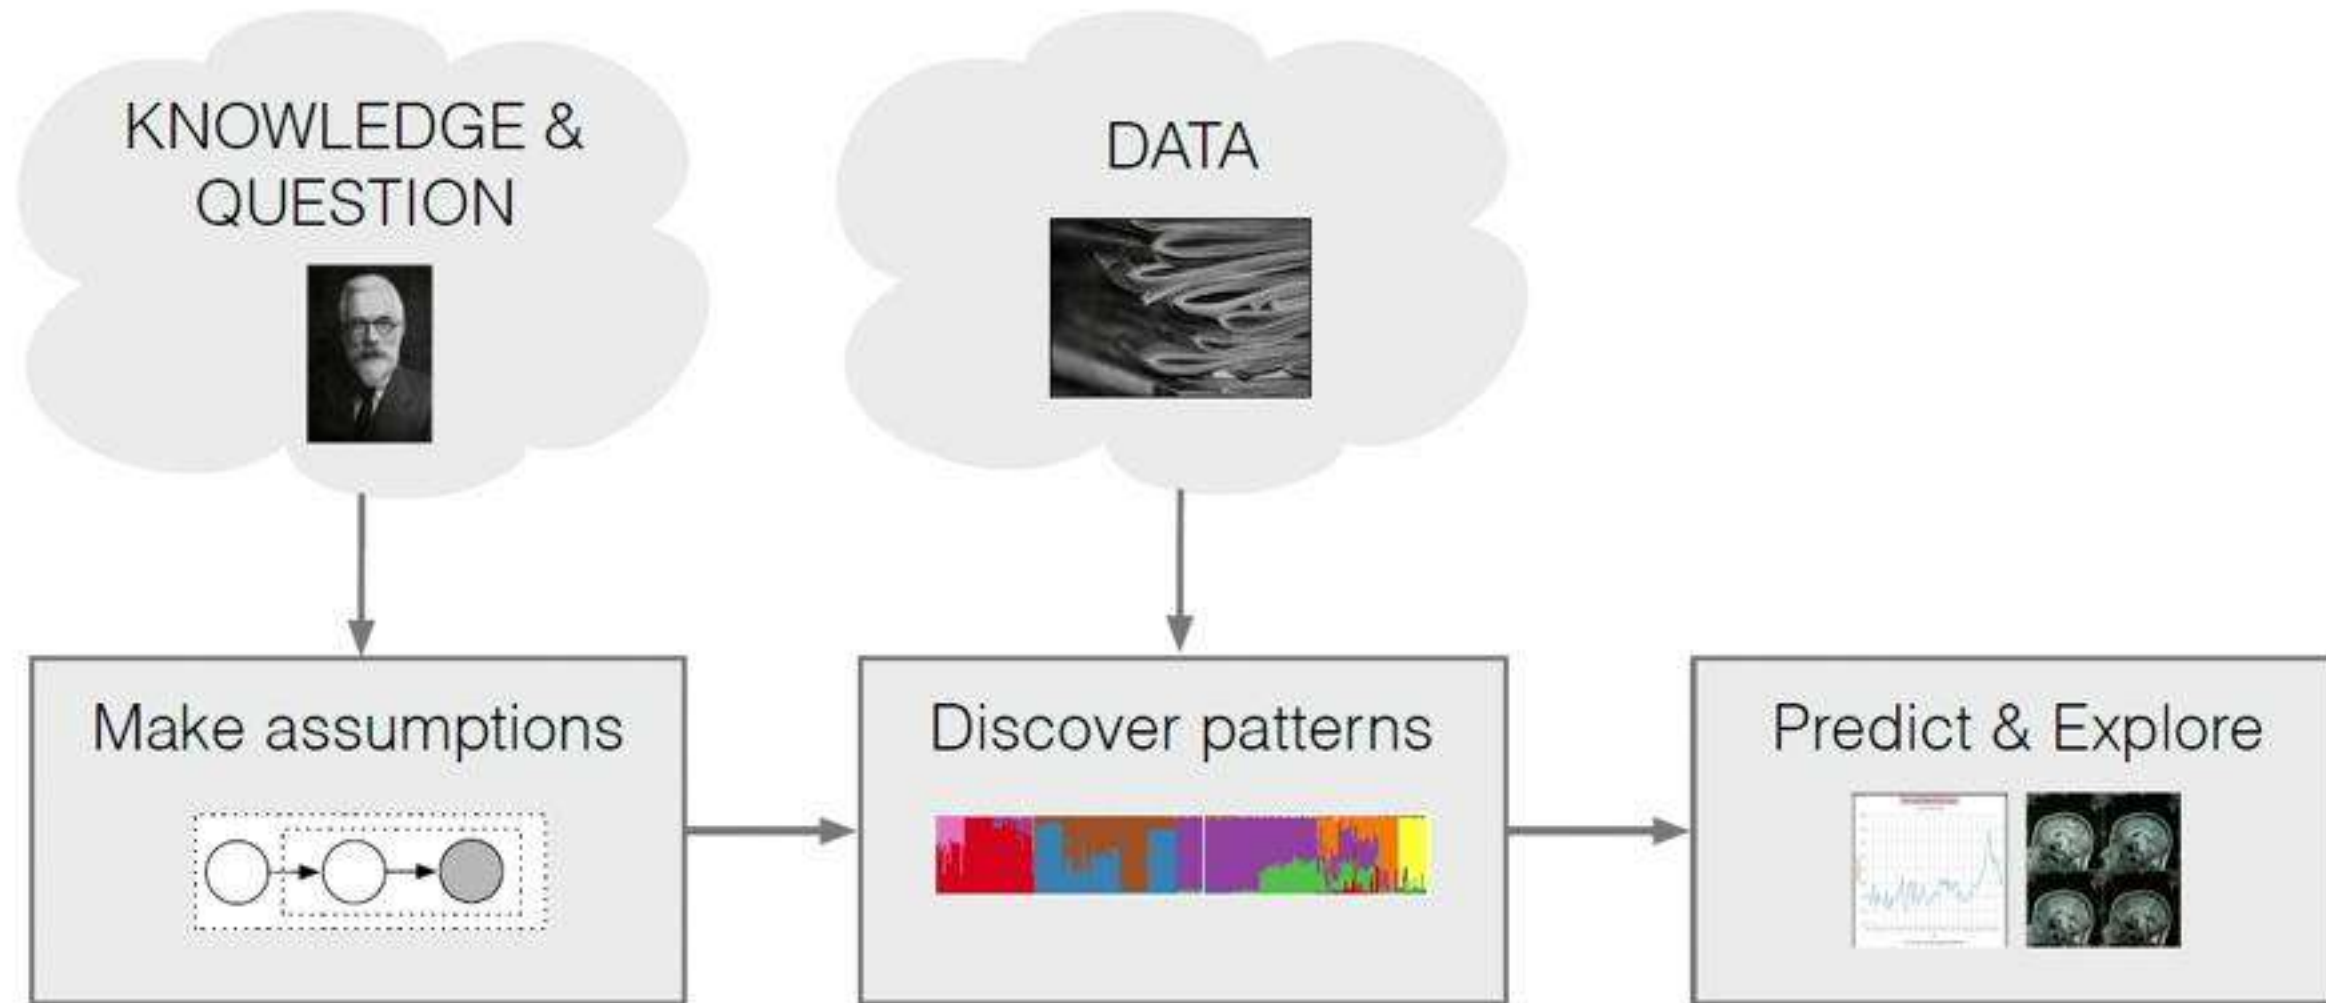 KNOWLEDGE &
QUESTION
DATA
Make assumptions
Discover patterns
Predict & Explore